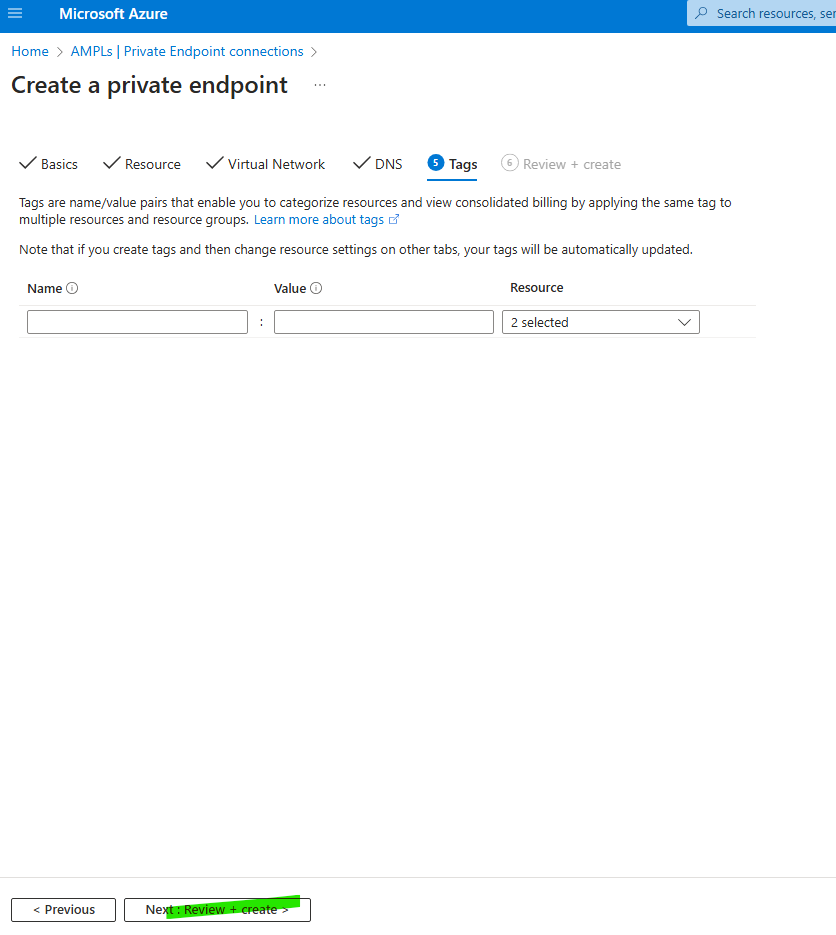 Microsoft Azure
Search resources, ser
Home > AMPLs | Private Endpoint connections >
Create a private endpoint ...
Basics Resource Virtual Network DNS 5 Tags 6 Review + create
Tags are name/value pairs that enable you to categorize resources and view consolidated billing by applying the same tag to
multiple resources and resource groups. Learn more about tags
Note that if you create tags and then change resource settings on other tabs, your tags will be automatically updated.
Name Value Resource
: 2 selected
< Previous Next : Review + create >